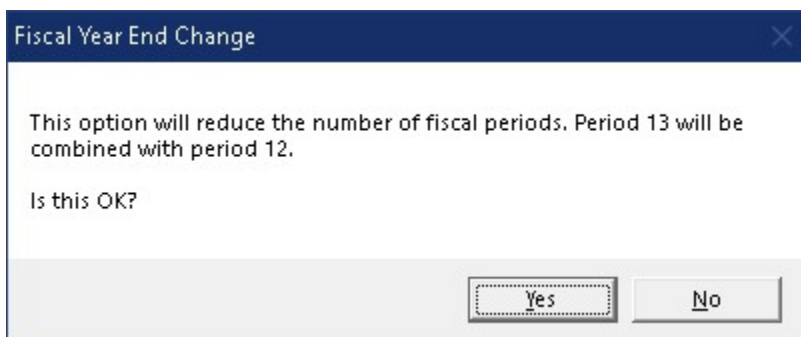 Fiscal Year End Change
This option will reduce the number of fiscal periods. Period 13 will be
combined with period 12.
Is this OK?
Yes No